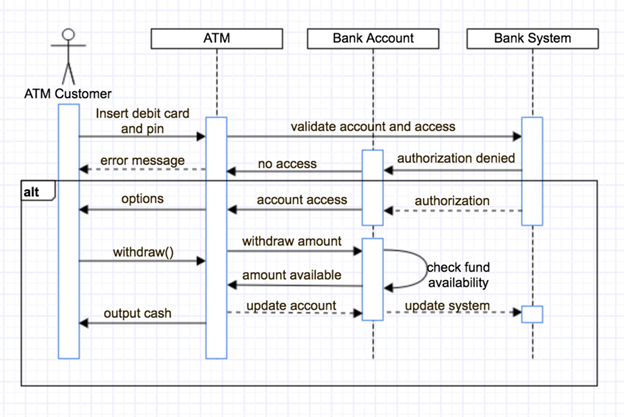 ATM
Bank Account
Bank System
ATM Customer
Insert debit card
and pin
validate account and access
error message
no access
authorization denied
alt
options
account access
authorization
withdraw()
withdraw amount
check fund
availability
amount available
output cash
update account
update system